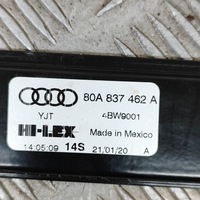 80A 837 462 A
YJT 4BW9001
HI-LEX Made in Mexico
14:05:09 14S 21/01/20 A